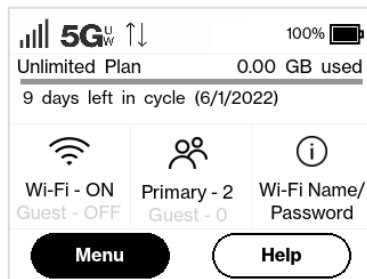 5G UW 100%
Unlimited Plan 0.00 GB used
9 days left in cycle (6/1/2022)
Wi-Fi - ON Primary - 2 Wi-Fi Name/
Guest - OFF Guest - 0 Password
Menu Help